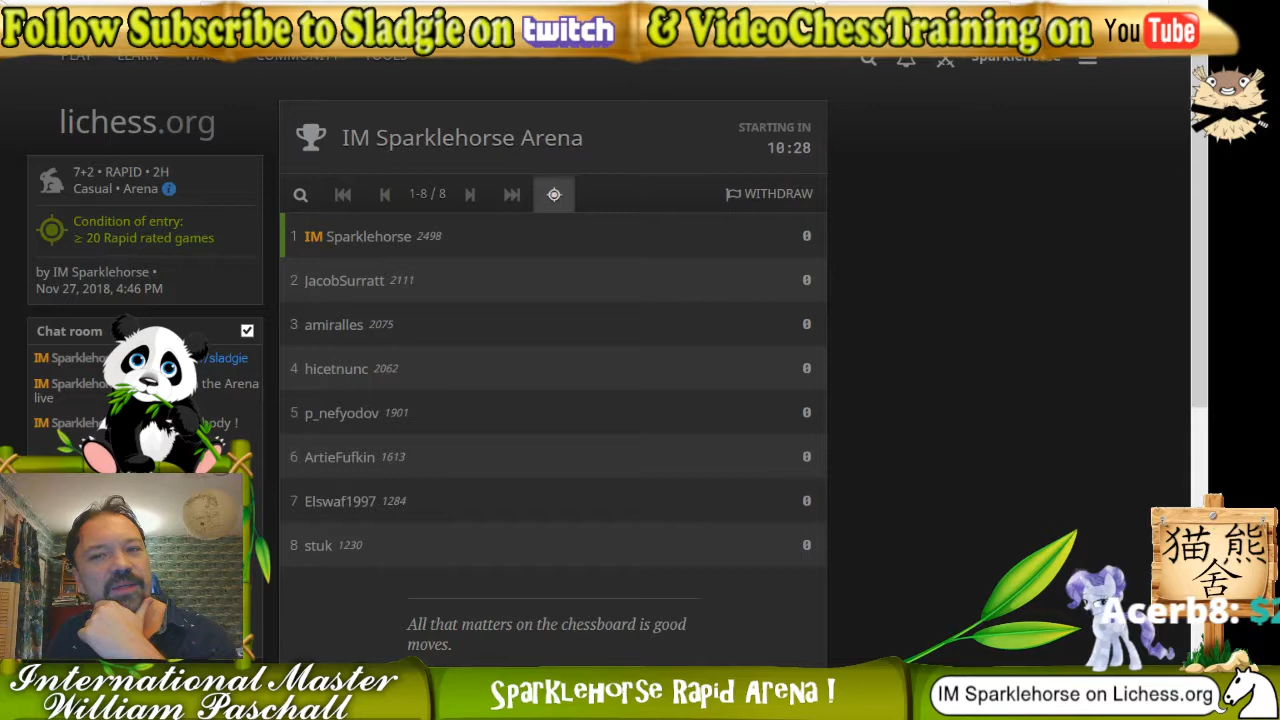 Follow Subscribe to Sladgie on twitch & VideoChessTraining on YouTube
Sparklehorse
lichess.org
7+2 • RAPID • 2H
Casual • Arena
Condition of entry:
≥ 20 Rapid rated games
by IM Sparklehorse •
Nov 27, 2018, 4:46 PM
Chat room
IM /sladgie
IM the Arena
live
IM !
IM Sparklehorse Arena
STARTING IN
10:28
1-8 / 8
WITHDRAW
1 IM Sparklehorse 2498 0
2 JacobSurratt 2111 0
3 amiralles 2075 0
4 hicetnunc 2062 0
5 p_nefyodov 1901 0
6 ArtieFufkin 1613 0
7 Elswaf1997 1284 0
8 stuk 1230 0
All that matters on the chessboard is good
moves.
猫熊
舍
Acerb8:
International Master
William Paschall
Sparklehorse Rapid Arena !
IM Sparklehorse on Lichess.org